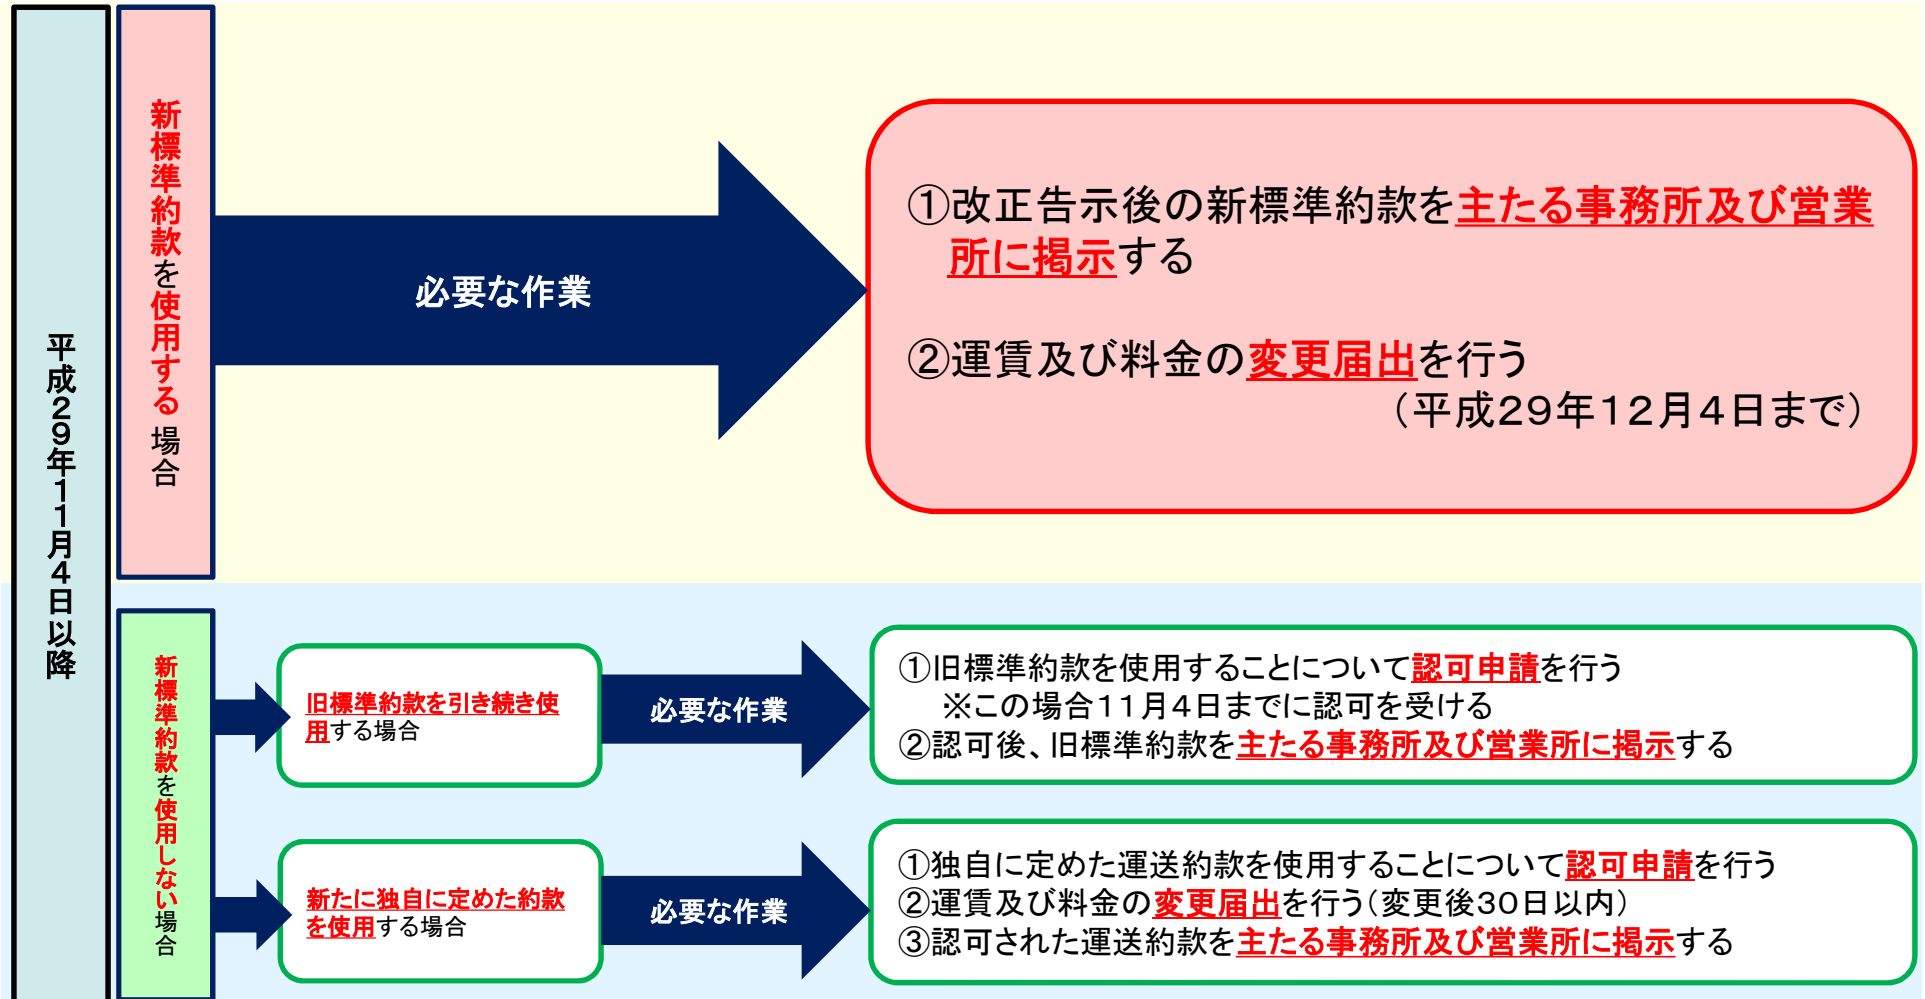 平成29年11月4日以降
新標準約款を使用する 場合
必要な作業
①改正告示後の新標準約款を主たる事務所及び営業
所に掲示する
②運賃及び料金の変更届出を行う
（平成29年12月4日まで）
新標準約款を使用しない場合
旧標準約款を引き続き使
用する場合
必要な作業
①旧標準約款を使用することについて認可申請を行う
※この場合11月4日までに認可を受ける
②認可後、旧標準約款を主たる事務所及び営業所に掲示する
新たに独自に定めた約款
を使用する場合
必要な作業
①独自に定めた運送約款を使用することについて認可申請を行う
②運賃及び料金の変更届出を行う（変更後30日以内）
③認可された運送約款を主たる事務所及び営業所に掲示する